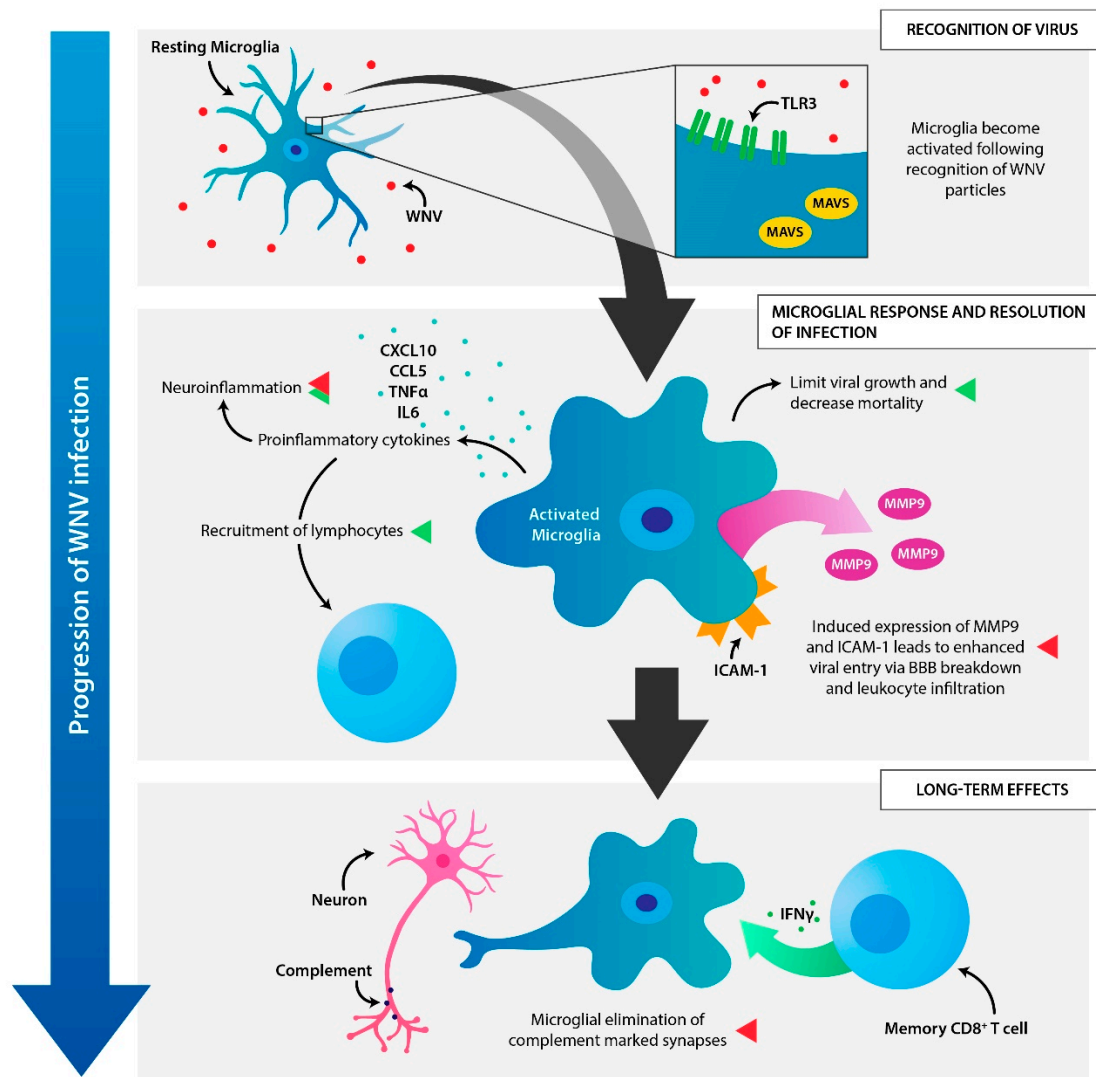 Progression of WNV infection
RECOGNITION OF VIRUS
Resting Microglia
WNV
TLR3
MAVS
MAVS
Microglia become
activated following
recognition of WNV
particles
MICROGLIAL RESPONSE AND RESOLUTION
OF INFECTION
CXCL10
CCL5
TNFα
IL6
Neuroinflammation
Proinflammatory cytokines
Recruitment of lymphocytes
Activated
Microglia
Limit viral growth and
decrease mortality
MMP9
MMP9
MMP9
ICAM-1
Induced expression of MMP9
and ICAM-1 leads to enhanced
viral entry via BBB breakdown
and leukocyte infiltration
LONG-TERM EFFECTS
Neuron
Complement
IFNγ
Microglial elimination of
complement marked synapses
Memory CD8⁺ T cell